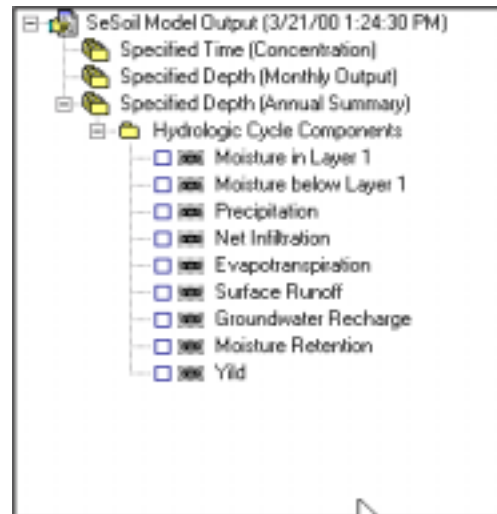 SeSoil Model Output (3/21/00 1:24:30 PM)
Specified Time (Concentration)
Specified Depth (Monthly Output)
Specified Depth (Annual Summary)
Hydrologic Cycle Components
Moisture in Layer 1
Moisture below Layer 1
Precipitation
Net Infiltration
Evapotranspiration
Surface Runoff
Groundwater Recharge
Moisture Retention
Yild